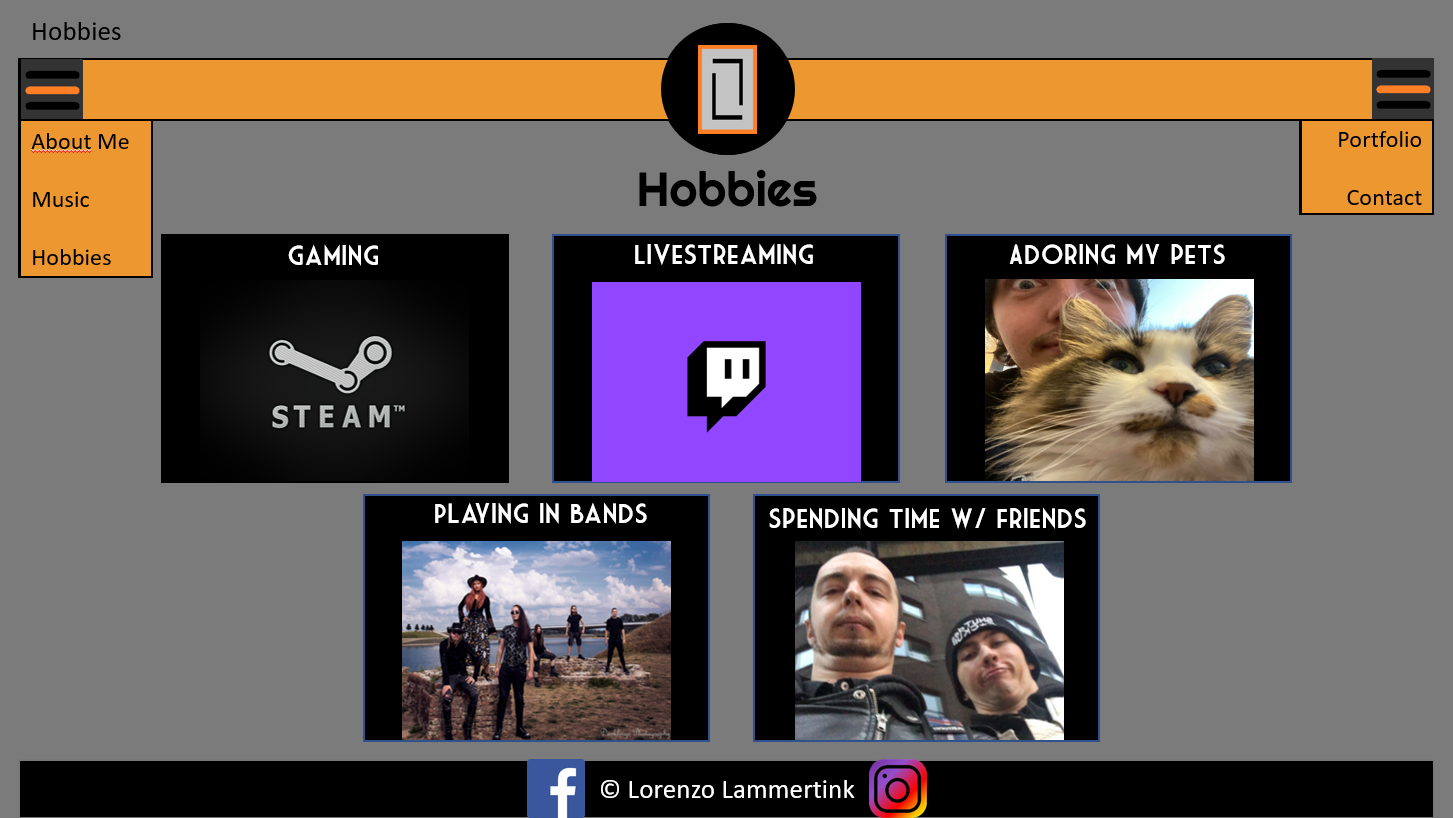 Hobbies
About Me
Music
Hobbies
Portfolio
Contact
Hobbies
GAMING
STEAM™
LIVESTREAMING
ADORING MY PETS
PLAYING IN BANDS
SPENDING TIME W/ FRIENDS
© Lorenzo Lammertink